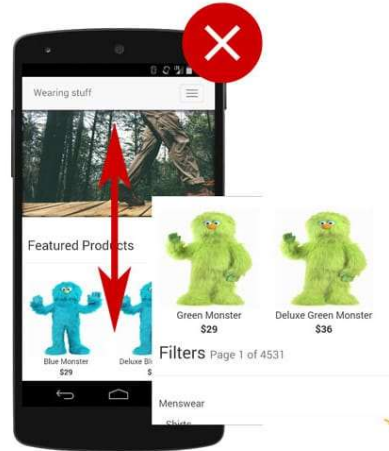 Wearing stuff
Featured Products
Blue Monster
$29
Deluxe Bl
$
Green Monster
$29
Deluxe Green Monster
$36
Filters Page 1 of 4531
Menswear
Shirts